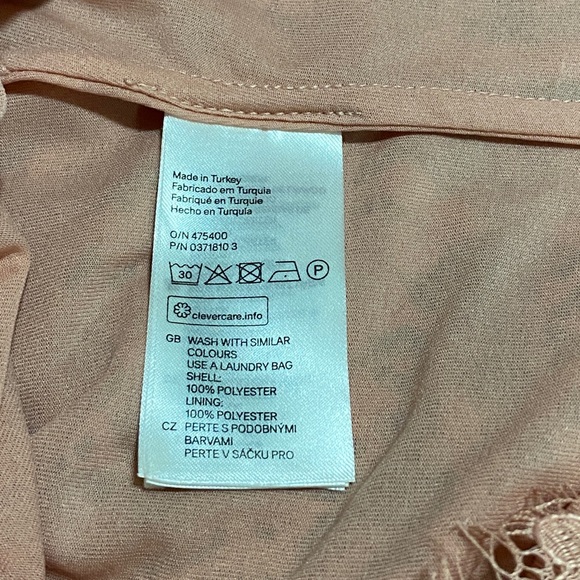 Made in Turkey
Fabricado em Turquia
Fabriqué en Turquie
Hecho en Turquía
O/N 475400
P/N 0371810 3
30 P
clevercare.info
GB WASH WITH SIMILAR
COLOURS
USE A LAUNDRY BAG
SHELL:
100% POLYESTER
LINING:
100% POLYESTER
CZ PERTE S PODOBNÝMI
BARVAMI
PERTE V SÁČKU PRO